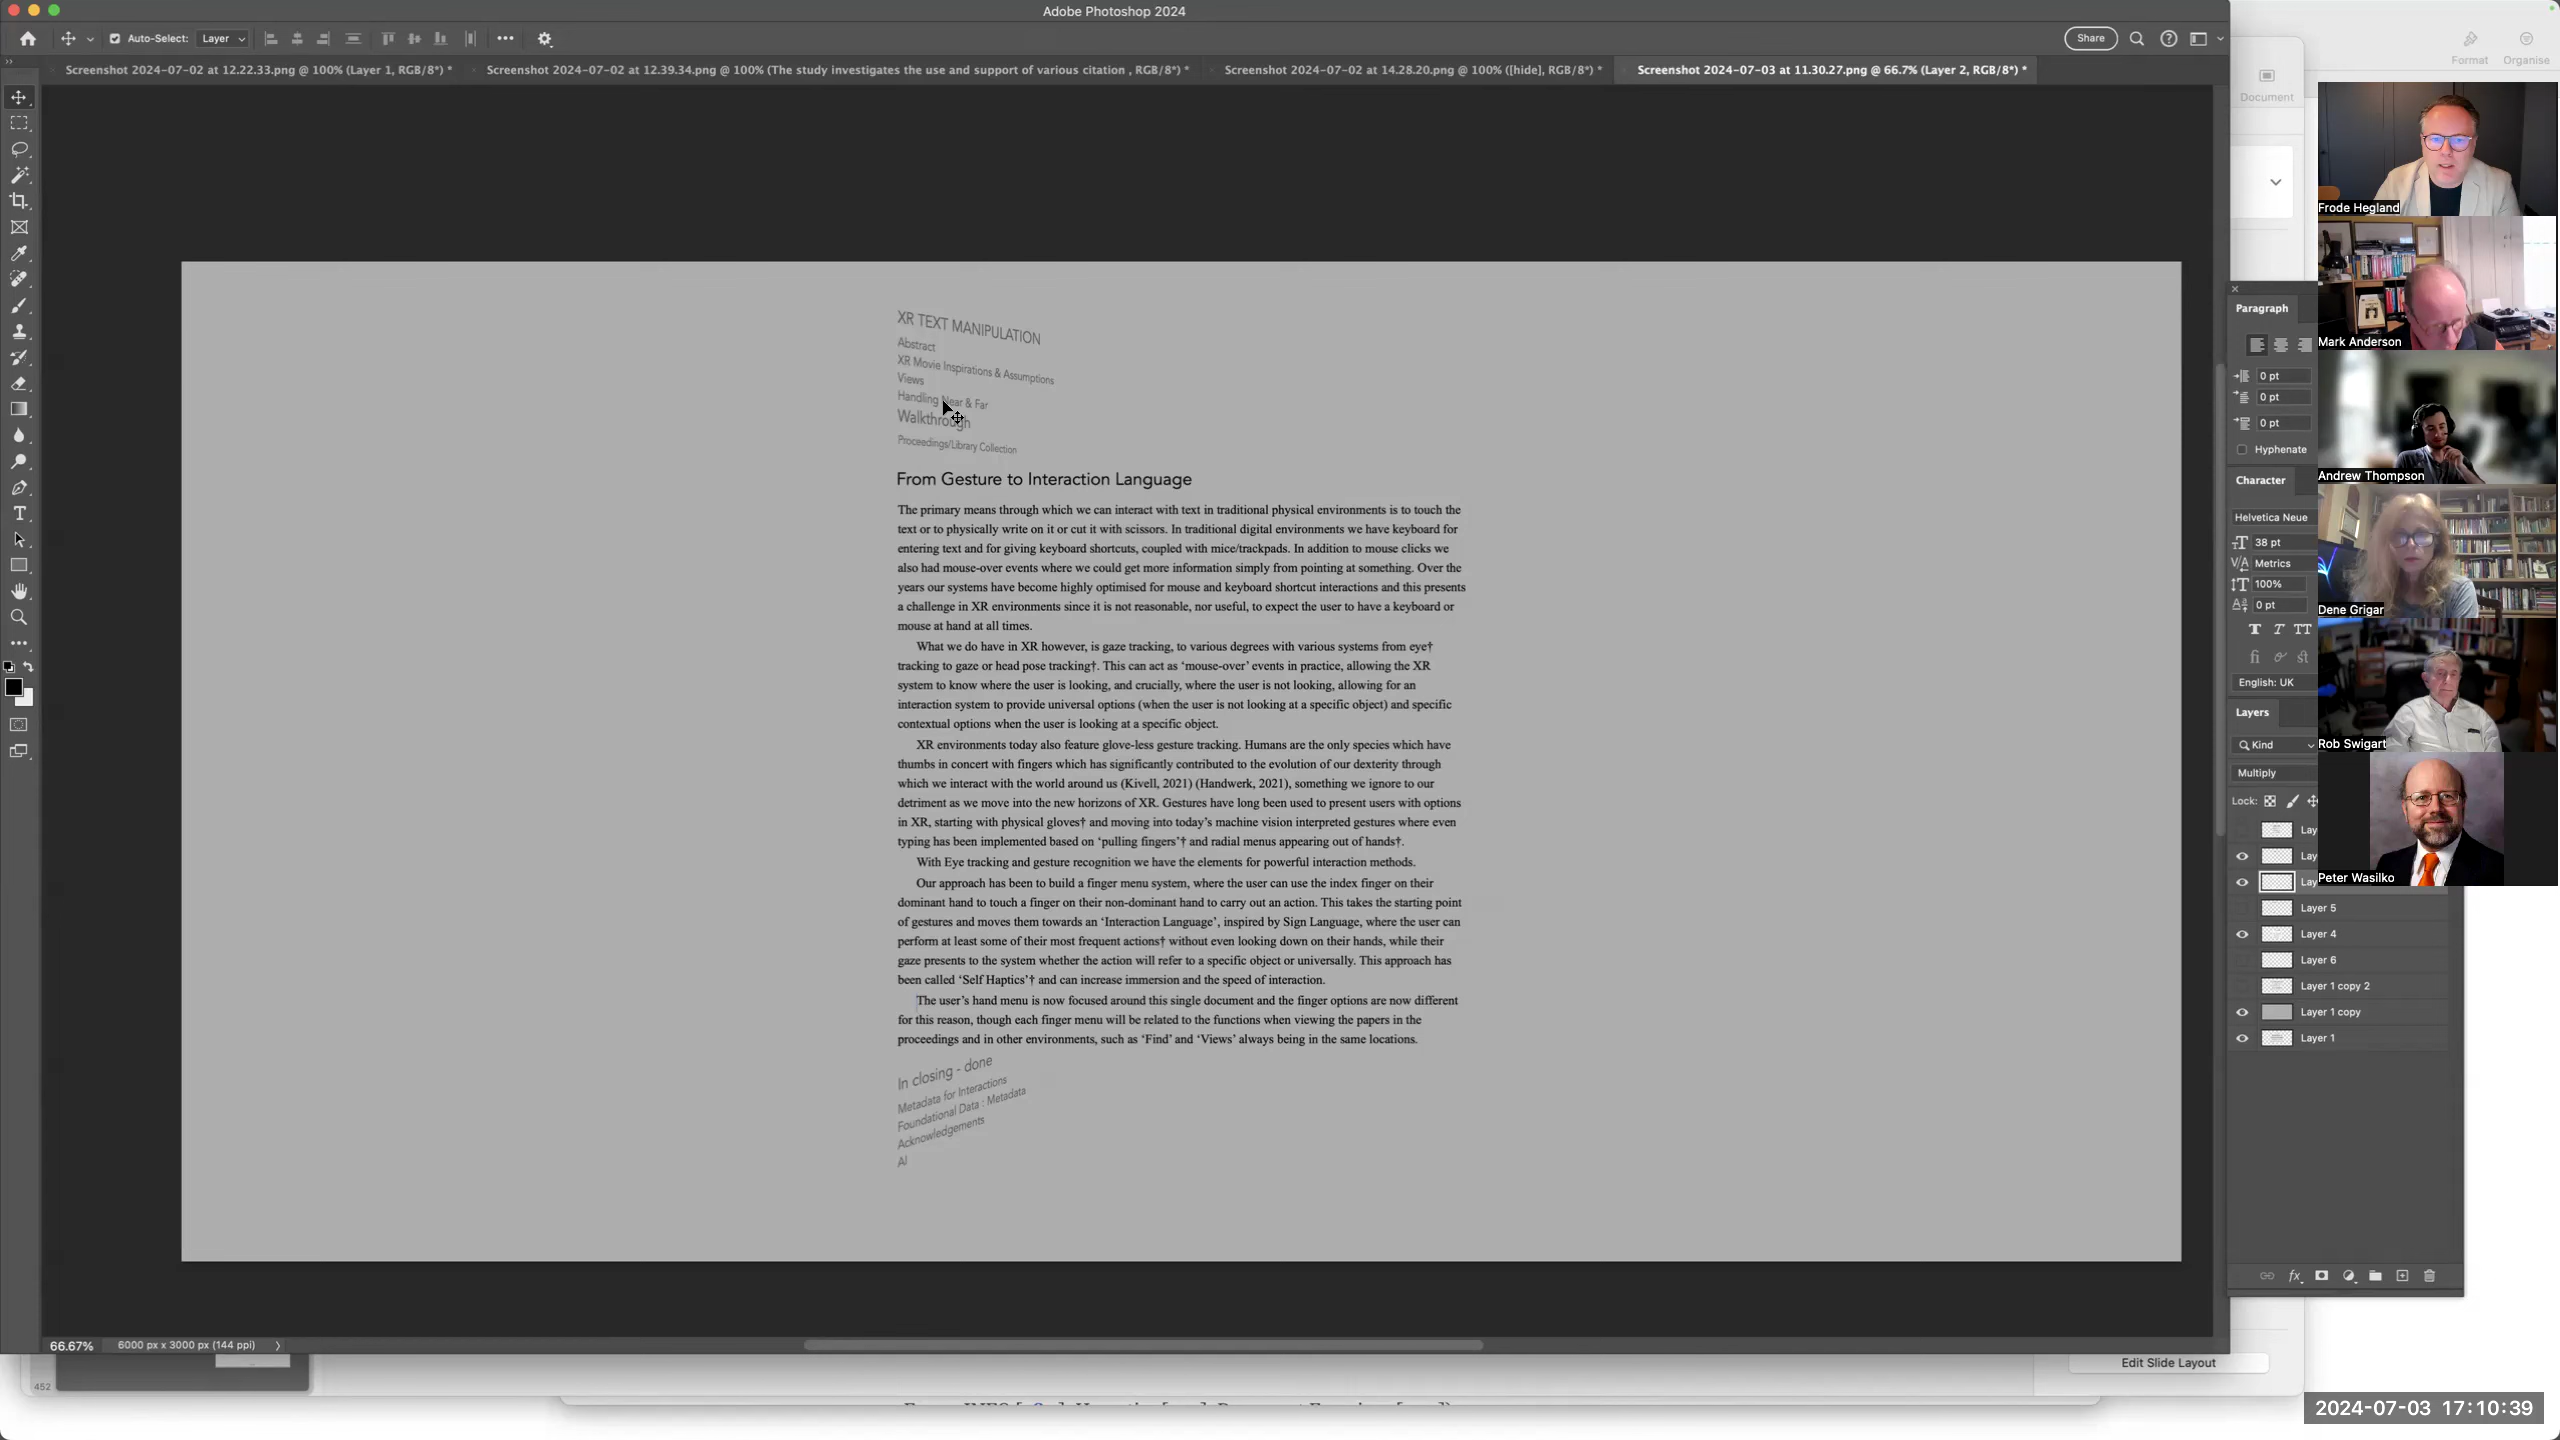 Adobe Photoshop 2024
Auto-Select: Layer
Share
Format
Organise
Screenshot 2024-07-02 at 12.22.33.png @ 100% (Layer 1, RGB/8*) *
Screenshot 2024-07-02 at 12.39.34.png @ 100% (The study investigates the use and support of various citation , RGB/8*) *
Screenshot 2024-07-02 at 14.28.20.png @ 100% ([hide], RGB/8*) *
Screenshot 2024-07-03 at 11.30.27.png @ 66.7% (Layer 2, RGB/8*) *
Document
XR TEXT MANIPULATION
Abstract
XR Movie Inspirations & Assumptions
Views
Handling Near & Far
Walkthrough
Proceedings/Library Collection
From Gesture to Interaction Language
The primary means through which we can interact with text in traditional physical environments is to touch the
text or to physically write on it or cut it with scissors. In traditional digital environments we have keyboard for
entering text and for giving keyboard shortcuts, coupled with mice/trackpads. In addition to mouse clicks we
also had mouse-over events where we could get more information simply from pointing at something. Over the
years our systems have become highly optimised for mouse and keyboard shortcut interactions and this presents
a challenge in XR environments since it is not reasonable, nor useful, to expect the user to have a keyboard or
mouse at hand at all times.
What we do have in XR however, is gaze tracking, to various degrees with various systems from eye†
tracking to gaze or head pose tracking†. This can act as ‘mouse-over’ events in practice, allowing the XR
system to know where the user is looking, and crucially, where the user is not looking, allowing for an
interaction system to provide universal options (when the user is not looking at a specific object) and specific
contextual options when the user is looking at a specific object.
XR environments today also feature glove-less gesture tracking. Humans are the only species which have
thumbs in concert with fingers which has significantly contributed to the evolution of our dexterity through
which we interact with the world around us (Kivell, 2021) (Handwerk, 2021), something we ignore to our
detriment as we move into the new horizons of XR. Gestures have long been used to present users with options
in XR, starting with physical gloves† and moving into today’s machine vision interpreted gestures where even
typing has been implemented based on ‘pulling fingers’† and radial menus appearing out of hands†.
With Eye tracking and gesture recognition we have the elements for powerful interaction methods.
Our approach has been to build a finger menu system, where the user can use the index finger on their
dominant hand to touch a finger on their non-dominant hand to carry out an action. This takes the starting point
of gestures and moves them towards an ‘Interaction Language’, inspired by Sign Language, where the user can
perform at least some of their most frequent actions† without even looking down on their hands, while their
gaze presents to the system whether the action will refer to a specific object or universally. This approach has
been called ‘Self Haptics’† and can increase immersion and the speed of interaction.
The user’s hand menu is now focused around this single document and the finger options are now different
for this reason, though each finger menu will be related to the functions when viewing the papers in the
proceedings and in other environments, such as ‘Find’ and ‘Views’ always being in the same locations.
In closing - done
Metadata for Interactions
Foundational Data : Metadata
Acknowledgements
AI
Frode Hegland
Mark Anderson
Andrew Thompson
Dene Grigar
Rob Swigart
Peter Wasilko
Paragraph
0 pt
0 pt
0 pt
Hyphenate
Character
Helvetica Neue
38 pt
Metrics
100%
0 pt
English: UK
Layers
Kind
Multiply
Lock:
Lay
Lay
Lay
Layer 5
Layer 4
Layer 6
Layer 1 copy 2
Layer 1 copy
Layer 1
66.67%
6000 px x 3000 px (144 ppi)
452
Edit Slide Layout
2024-07-03 17:10:39